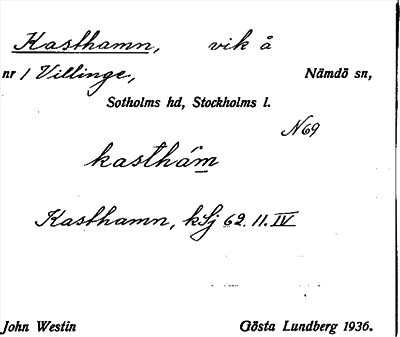 Kasthamn, vik å
nr 1 Villinge, Nämdö sn,
Sotholms hd, Stockholms l.
N69
kasthám
Kasthamn, kSj 62.11.IV
John Westin Gösta Lundberg 1936.